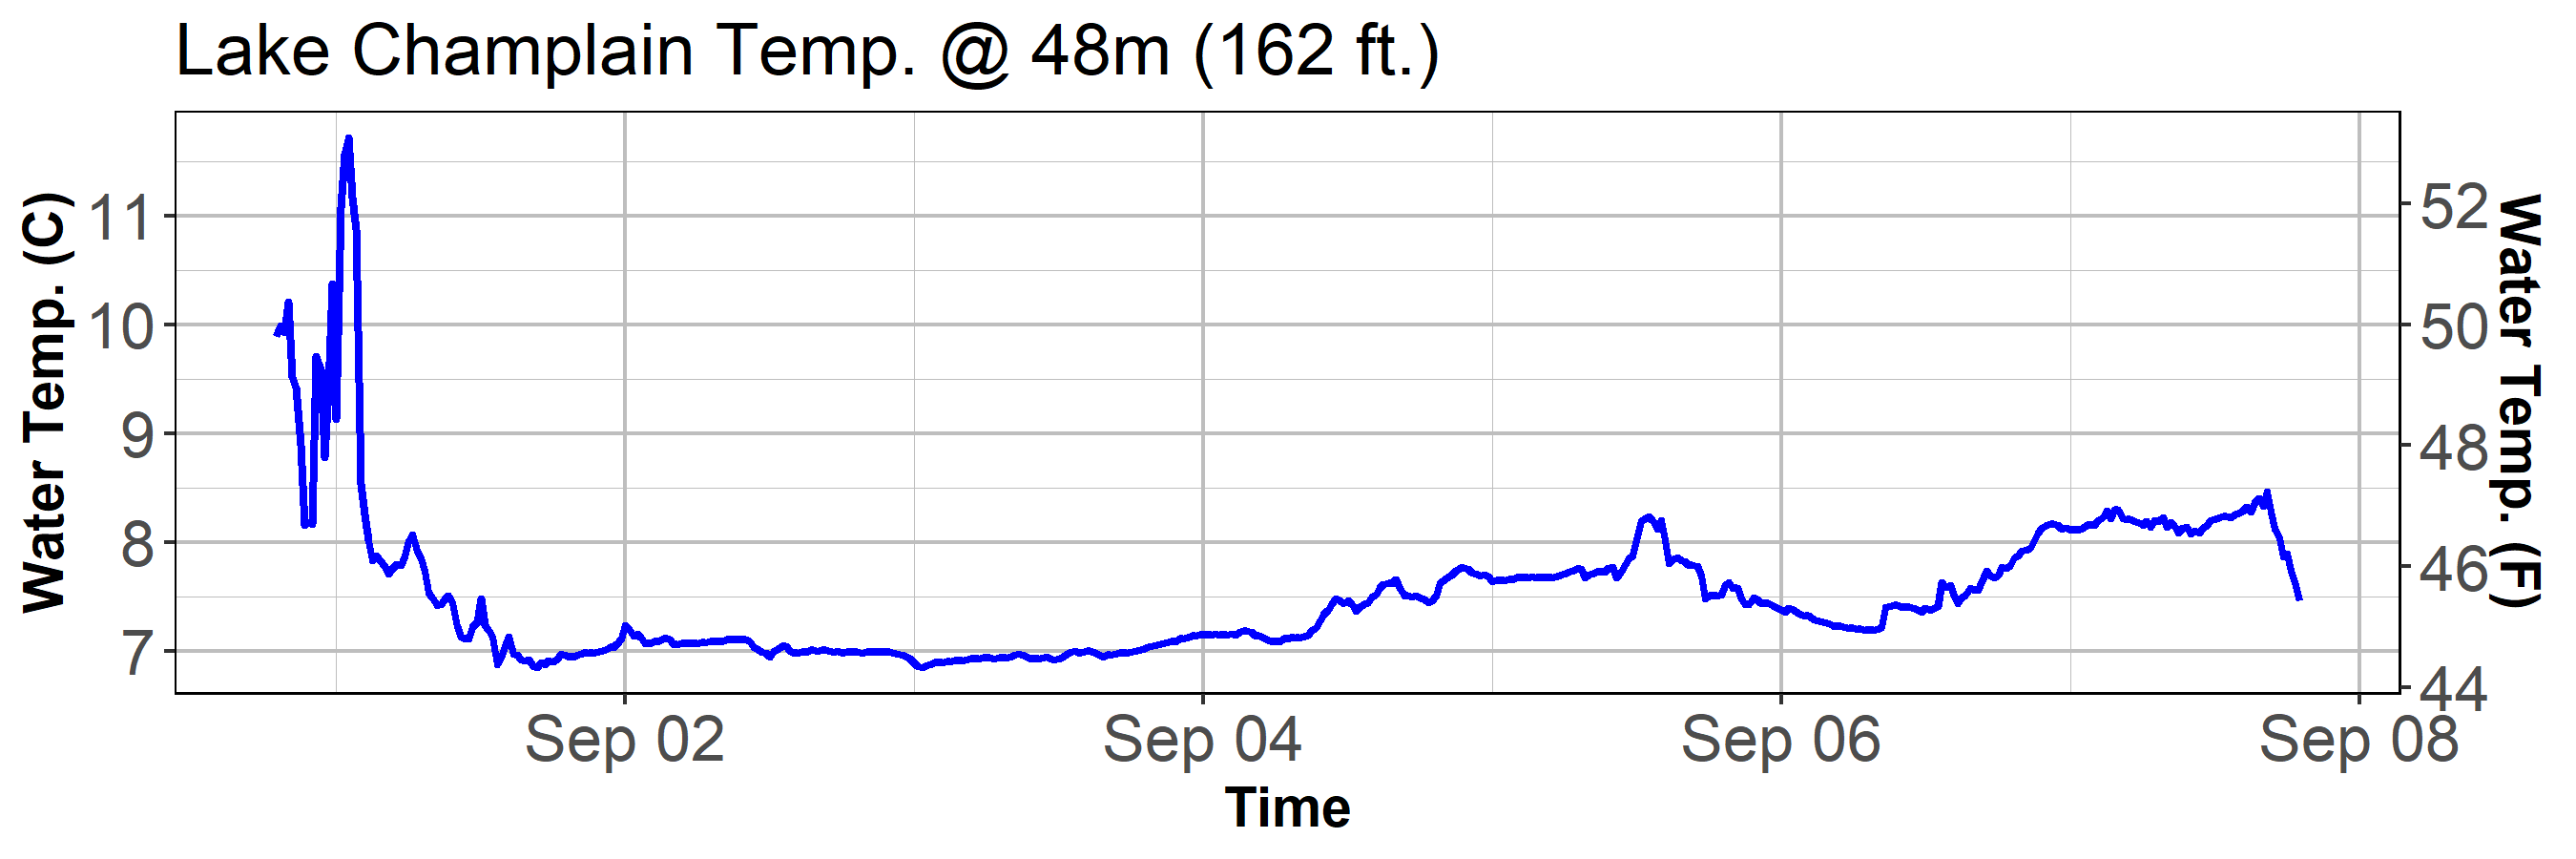 Lake Champlain Temp. @ 48m (162 ft.)
Water Temp. (C)
11
10
9
8
7
52
50
48
46
44
Water Temp. (F)
Sep 02
Sep 04
Sep 06
Sep 08
Time